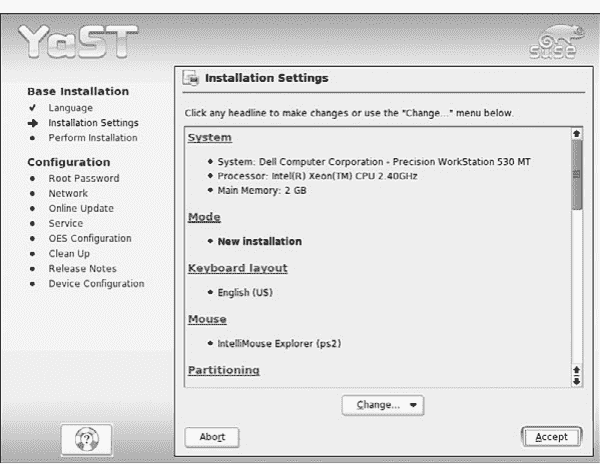 YaST
SUSE
Base Installation
Language
Installation Settings
Perform Installation
Configuration
Root Password
Network
Online Update
Service
OES Configuration
Clean Up
Release Notes
Device Configuration
Installation Settings
Click any headline to make changes or use the "Change..." menu below.
System
System: Dell Computer Corporation - Precision WorkStation 530 MT
Processor: Intel(R) Xeon(TM) CPU 2.40GHz
Main Memory: 2 GB
Mode
New installation
Keyboard layout
English (US)
Mouse
IntelliMouse Explorer (ps2)
Partitioning
Change...
Abort
Accept